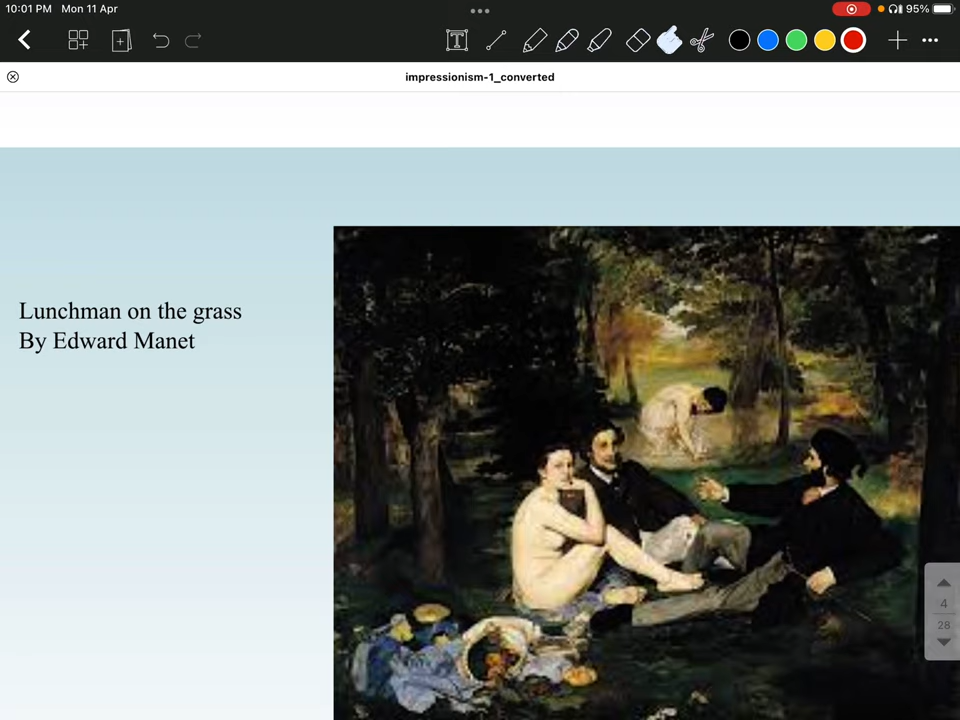 10:01 PM Mon 11 Apr
95%
T
impressionism-1_converted
Lunchman on the grass
By Edward Manet
4
28